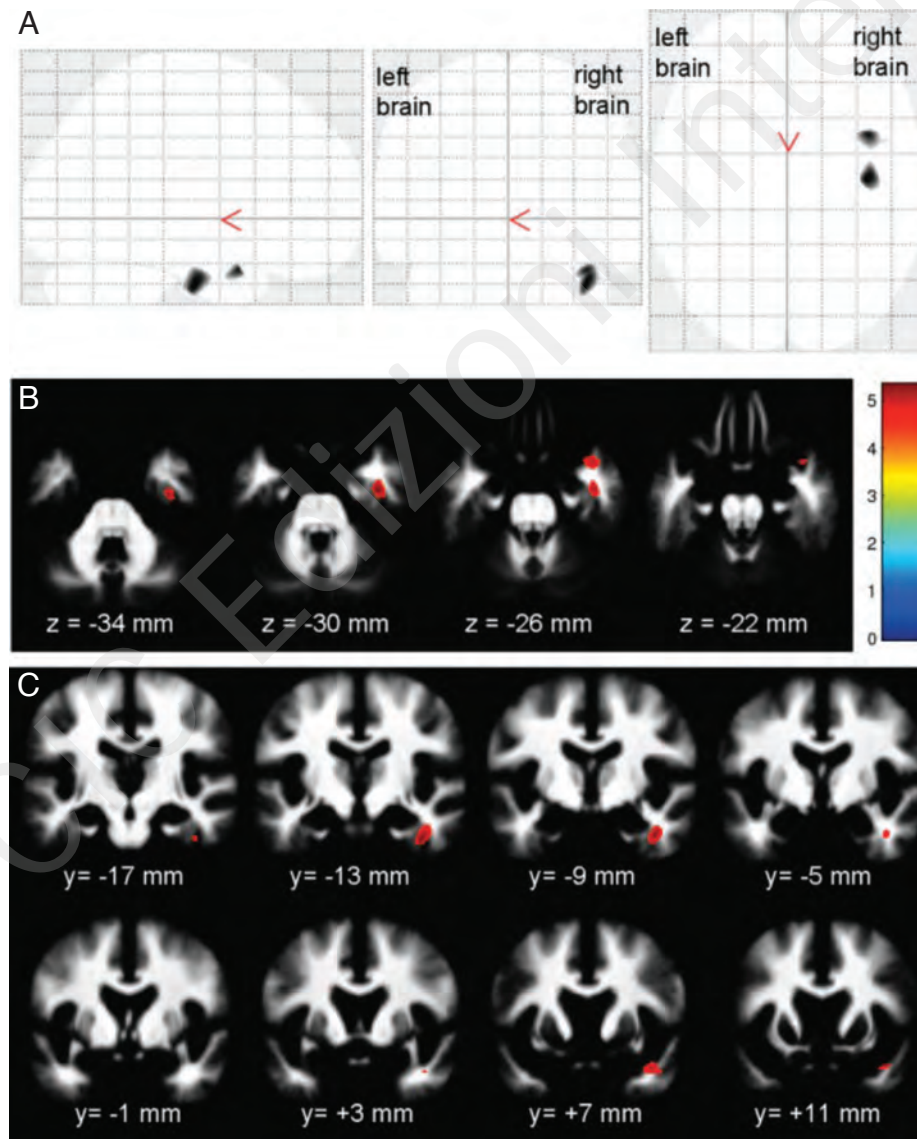 A
left
brain
right
brain
left
brain
right
brain
B
z = -34 mm
z = -30 mm
z = -26 mm
z = -22 mm
5
4
3
2
1
0
C
y= -17 mm
y= -13 mm
y= -9 mm
y= -5 mm
y= -1 mm
y= +3 mm
y= +7 mm
y= +11 mm
Edizioni